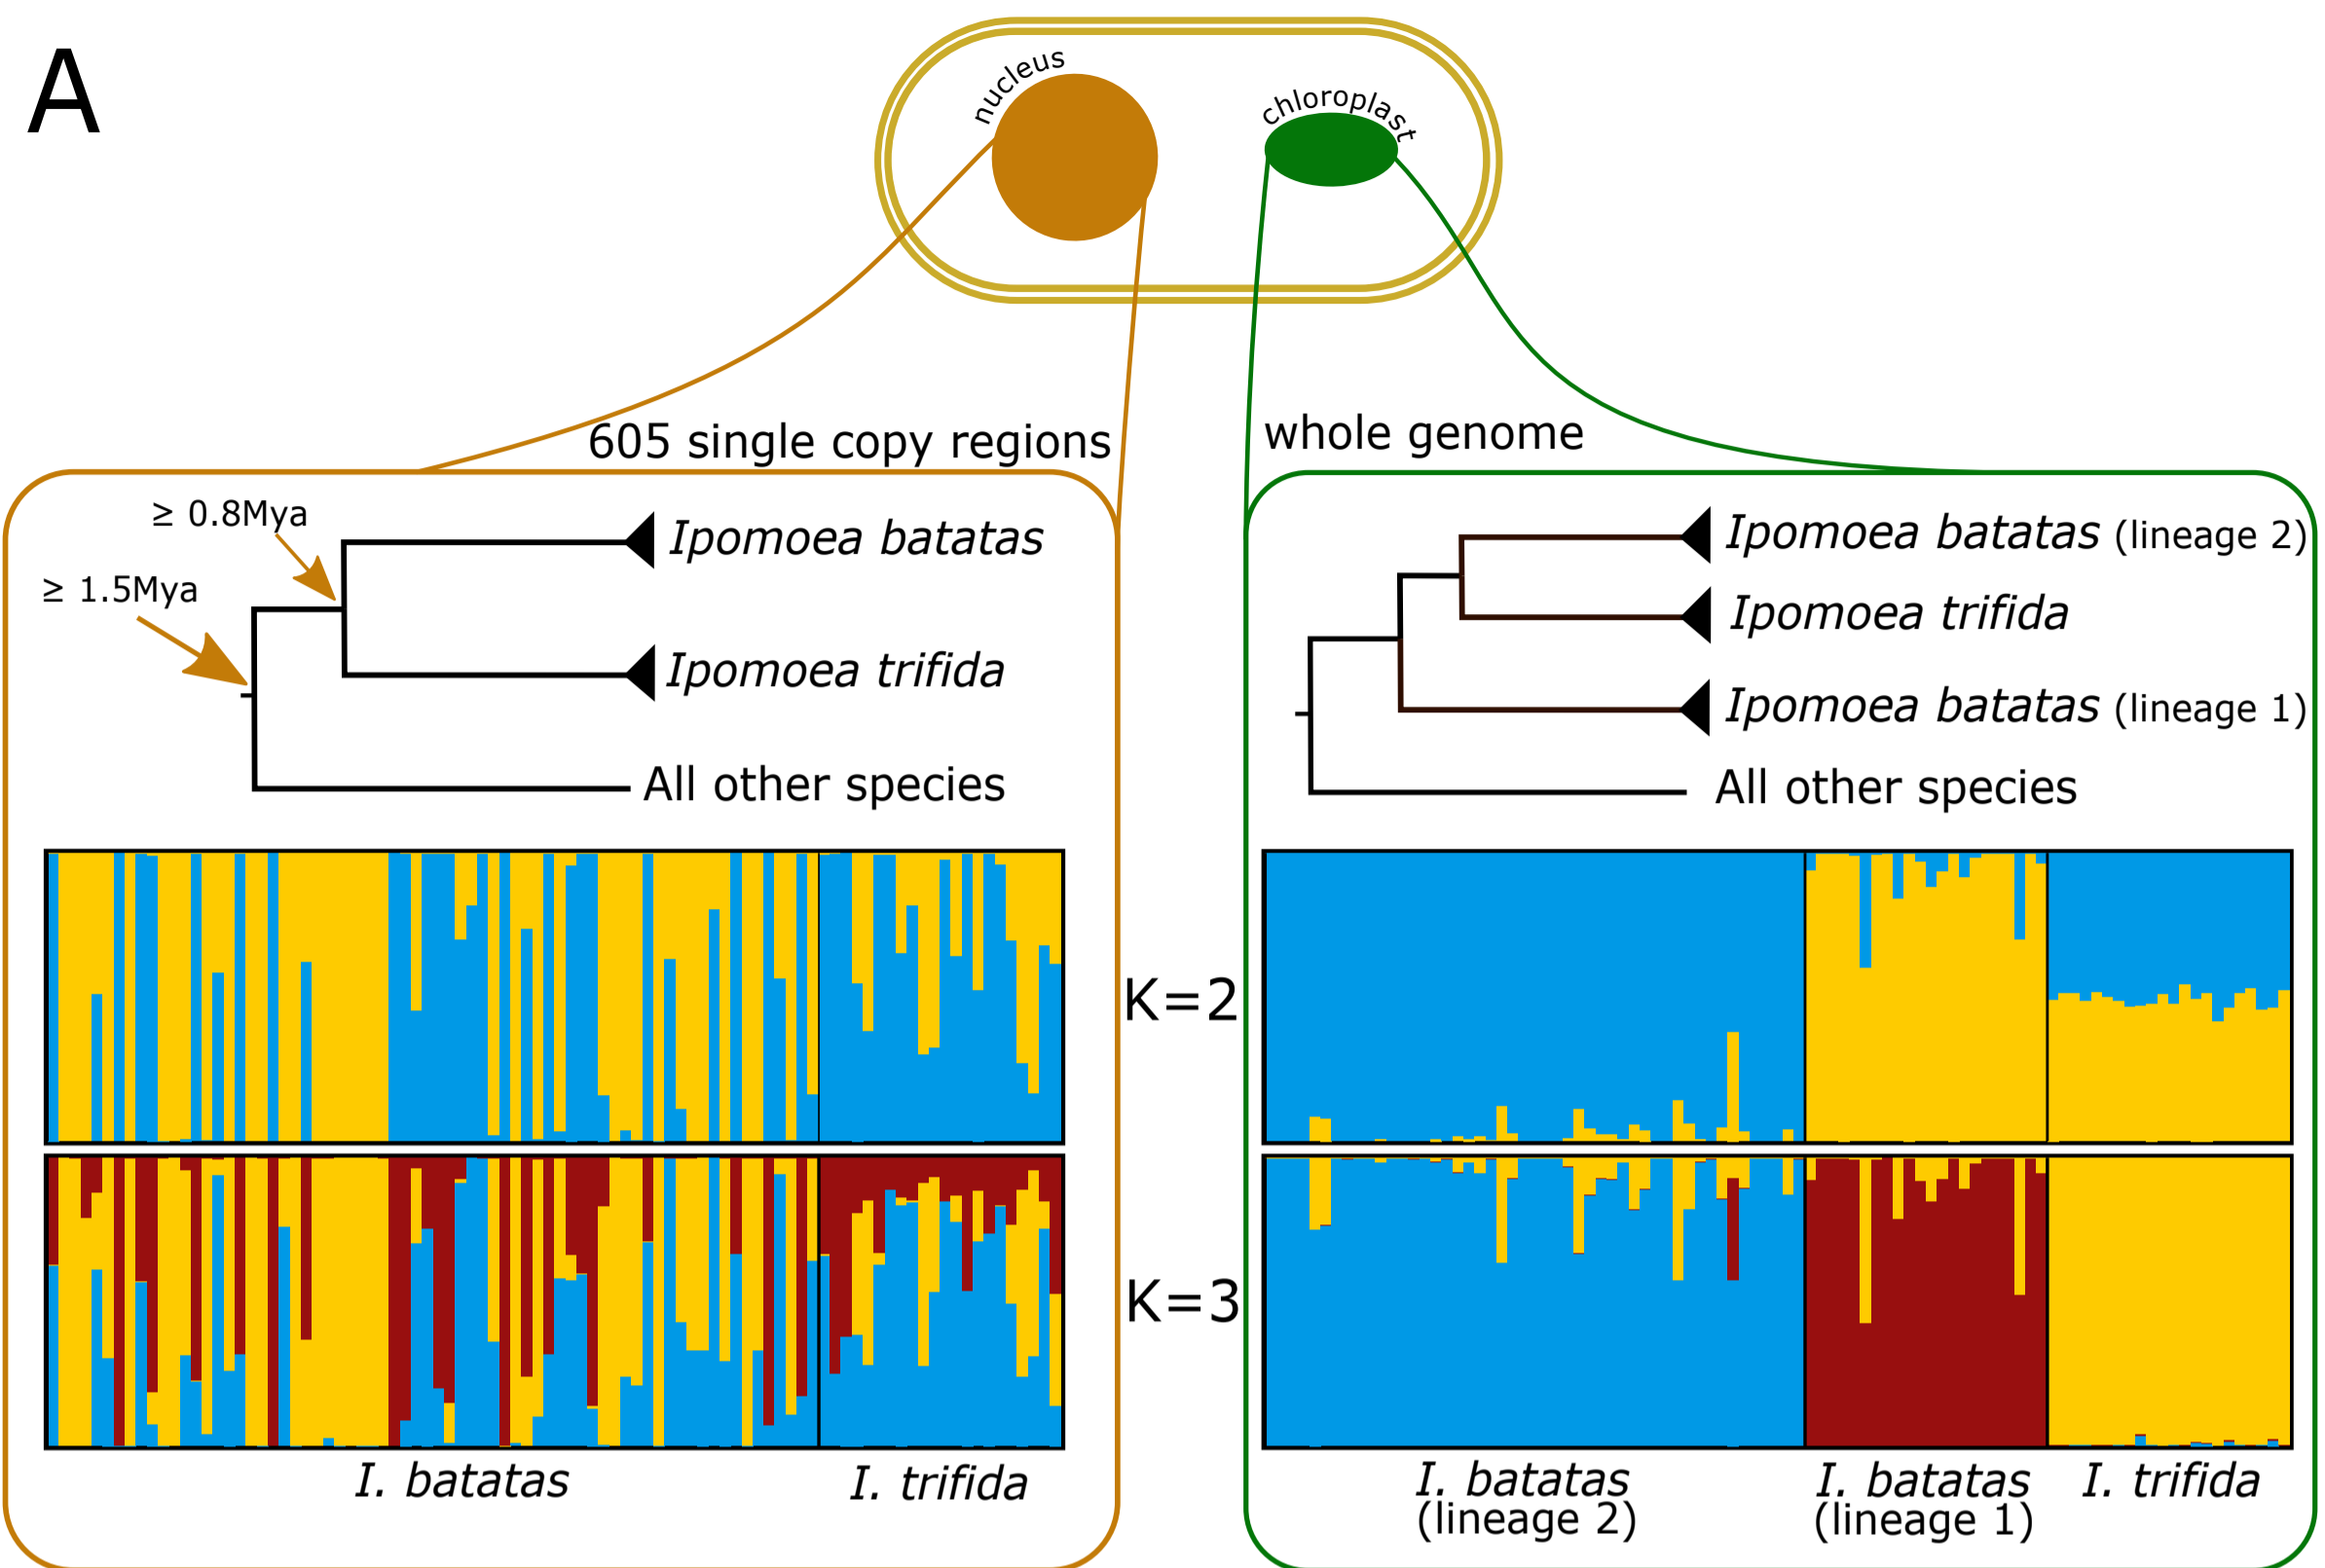 A
nucleus
chloroplast
605 single copy regions
whole genome
≥ 0.8Mya
≥ 1.5Mya
Ipomoea batatas
Ipomoea trifida
All other species
Ipomoea batatas (lineage 2)
Ipomoea trifida
Ipomoea batatas (lineage 1)
All other species
K=2
K=3
I. batatas
I. trifida
I. batatas
(lineage 2)
I. batatas
(lineage 1)
I. trifida